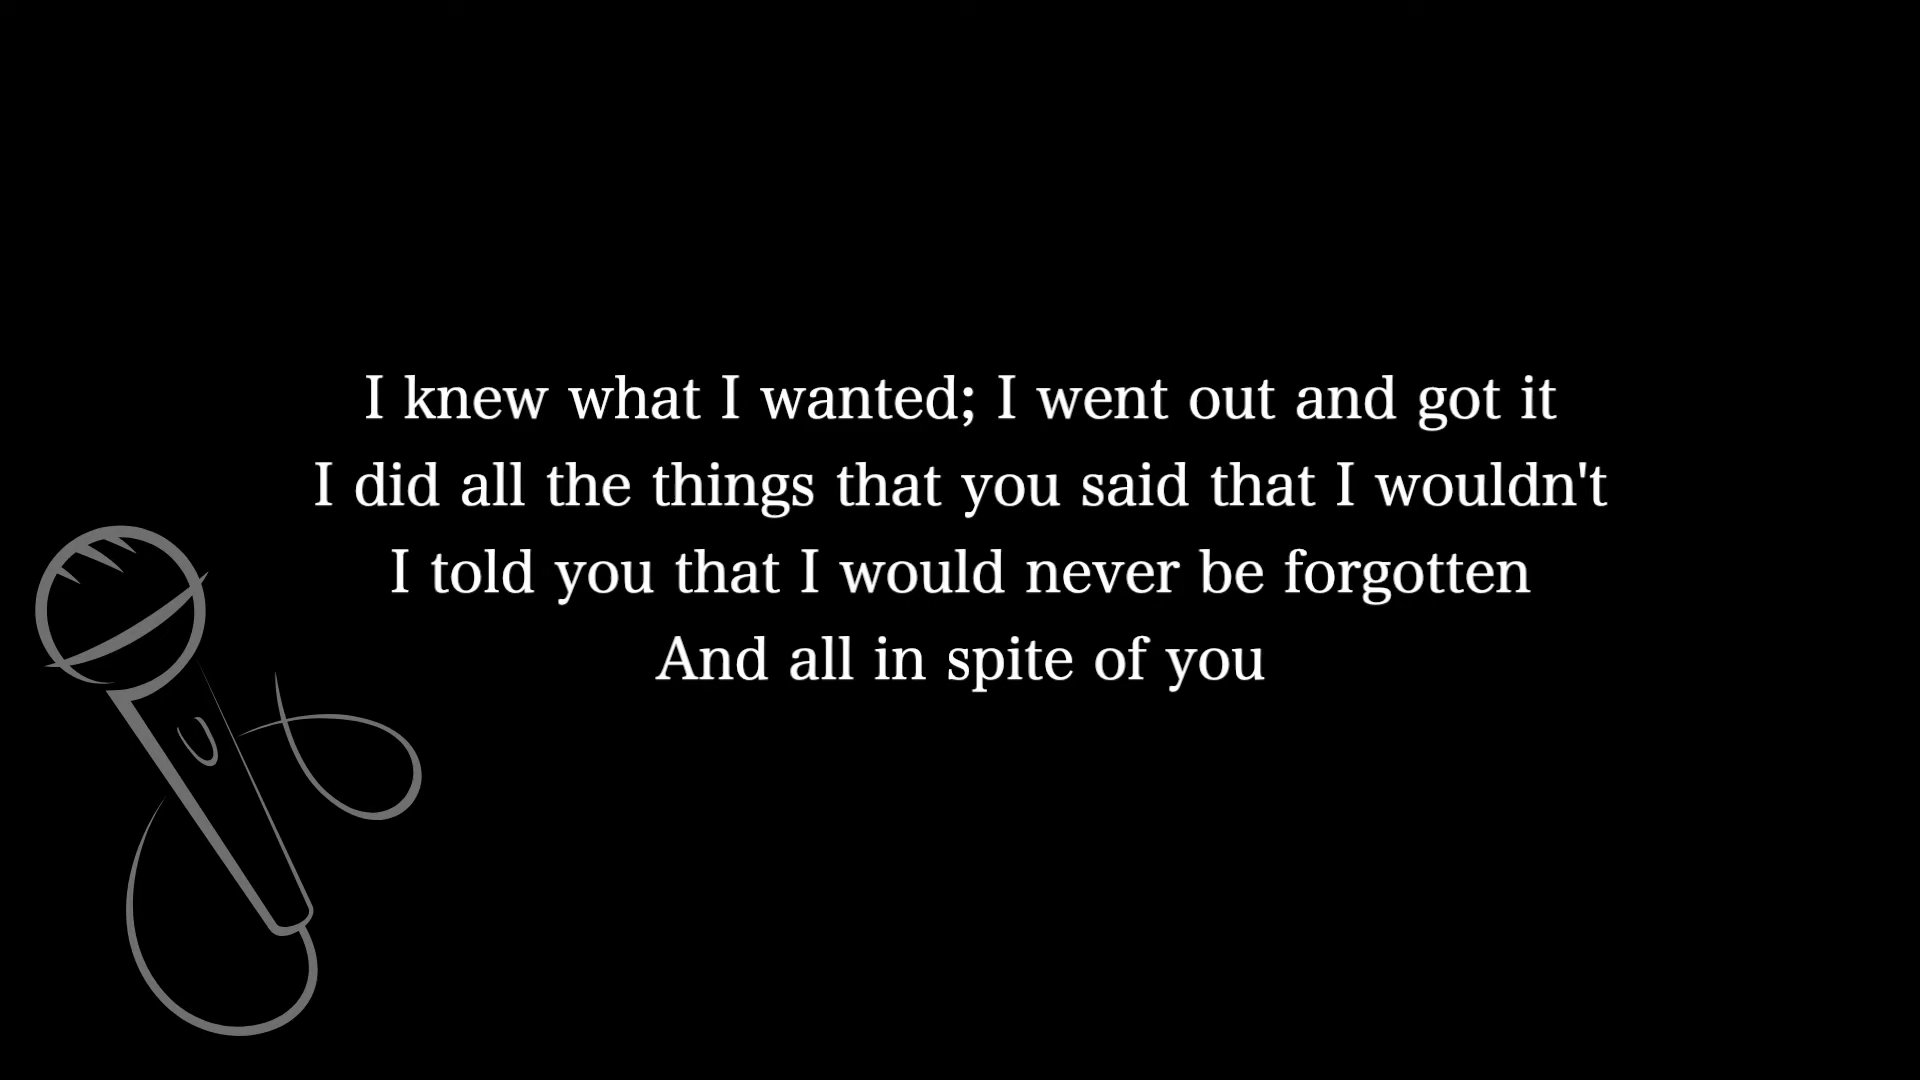 I knew what I wanted; I went out and got it
I did all the things that you said that I wouldn't
I told you that I would never be forgotten
And all in spite of you